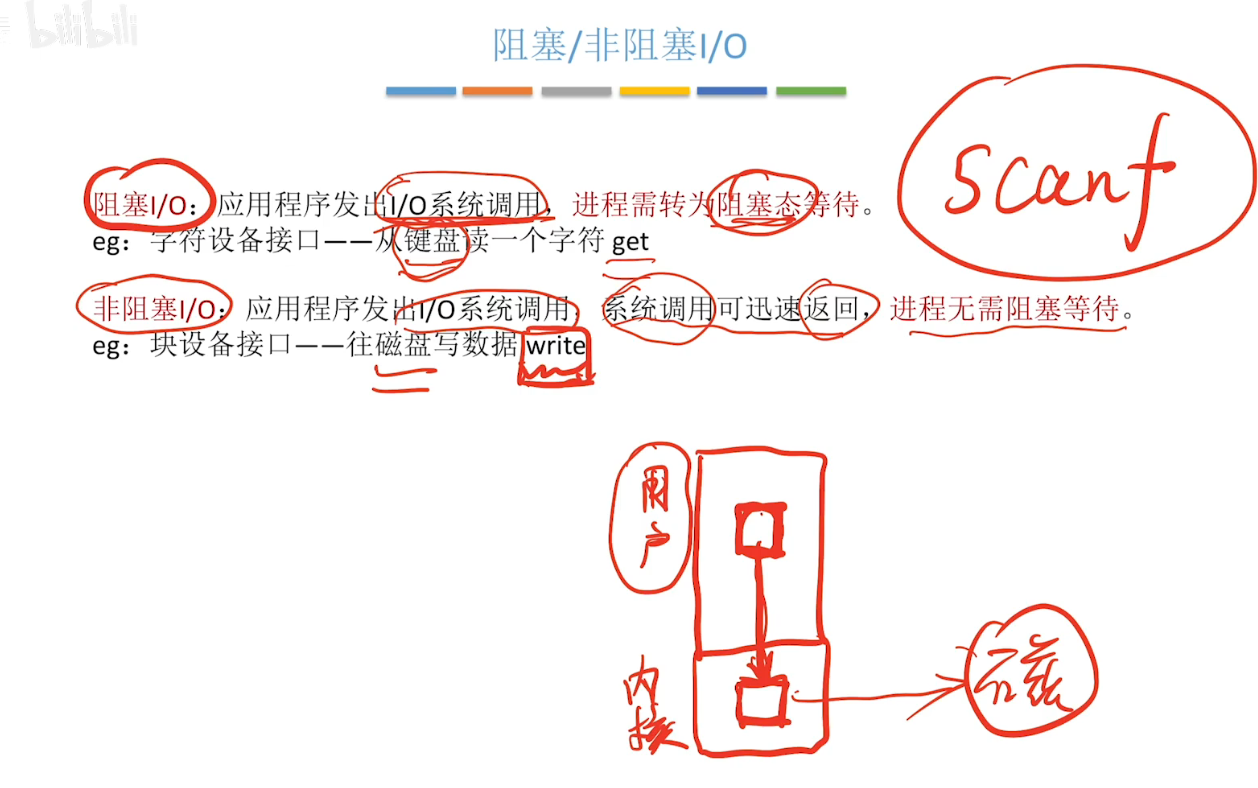 bilibili
阻塞/非阻塞I/O
scanf
阻塞I/O：应用程序发出I/O系统调用，进程需转为阻塞态等待。
eg：字符设备接口——从键盘读一个字符 get
非阻塞I/O：应用程序发出I/O系统调用，系统调用可迅速返回，进程无需阻塞等待。
eg：块设备接口——往磁盘写数据 write
用户
内核
磁